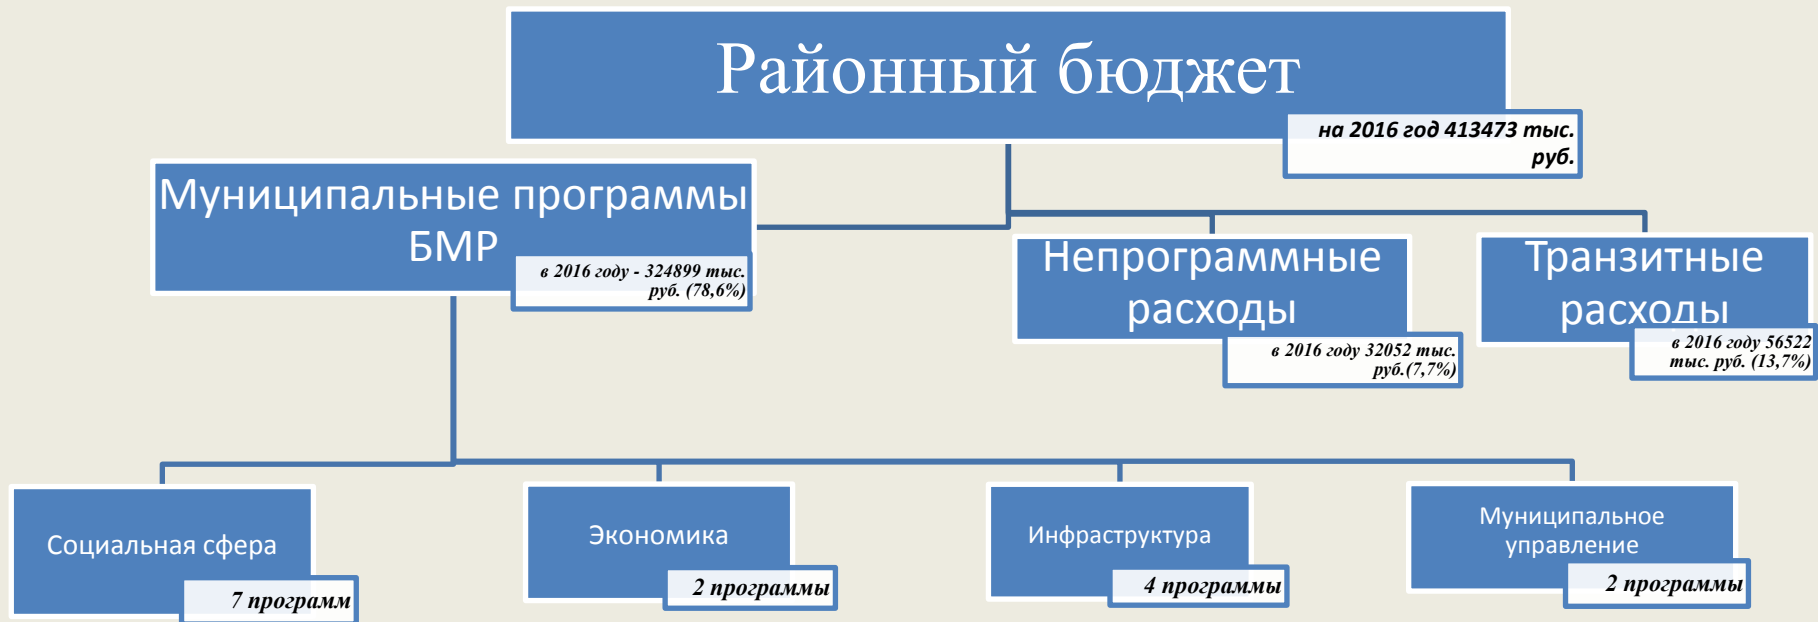 Районный бюджет
на 2016 год 413473 тыс.
руб.
Муниципальные программы
БМР
в 2016 году - 324899 тыс.
руб. (78,6%)
Непрограммные
расходы
в 2016 году 32052 тыс.
руб.(7,7%)
Транзитные
расходы
в 2016 году 56522
тыс. руб. (13,7%)
Социальная сфера
7 программ
Экономика
2 программы
Инфраструктура
4 программы
Муниципальное
управление
2 программы